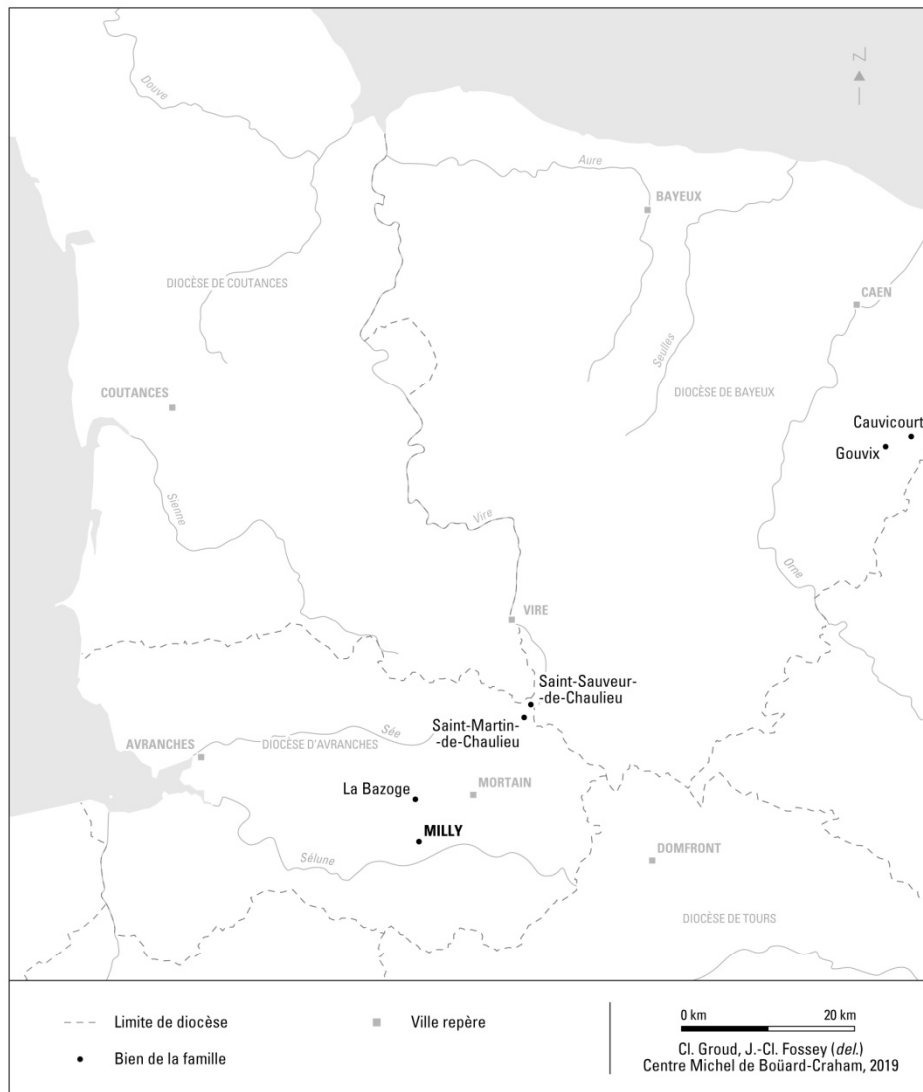 Douve
N
Aure
BAYEUX
DIOCÈSE DE COUTANCES
CAEN
Seulles
COUTANCES
DIOCÈSE DE BAYEUX
Cauvicourt
Gouvix
Sienne
Vire
Orne
VIRE
Saint-Sauveur-
-de-Chaulieu
Saint-Martin-
-de-Chaulieu
Sée
AVRANCHES
DIOCÈSE D'AVRANCHES
La Bazoge
MORTAIN
MILLY
Sélune
DOMFRONT
DIOCÈSE DE TOURS
Limite de diocèse
Ville repère
Bien de la famille
0 km 20 km
Cl. Groud, J.-Cl. Fossey (del.)
Centre Michel de Boüard-Craham, 2019